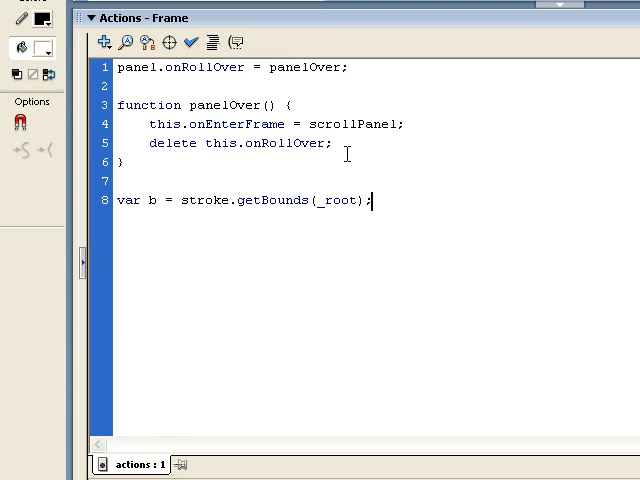 Actions - Frame
1 panel.onRollOver = panelOver;
2
3 function panelOver() {
4 this.onEnterFrame = scrollPanel;
5 delete this.onRollOver;
6 }
7
8 var b = stroke.getBounds(_root);
Options
actions : 1